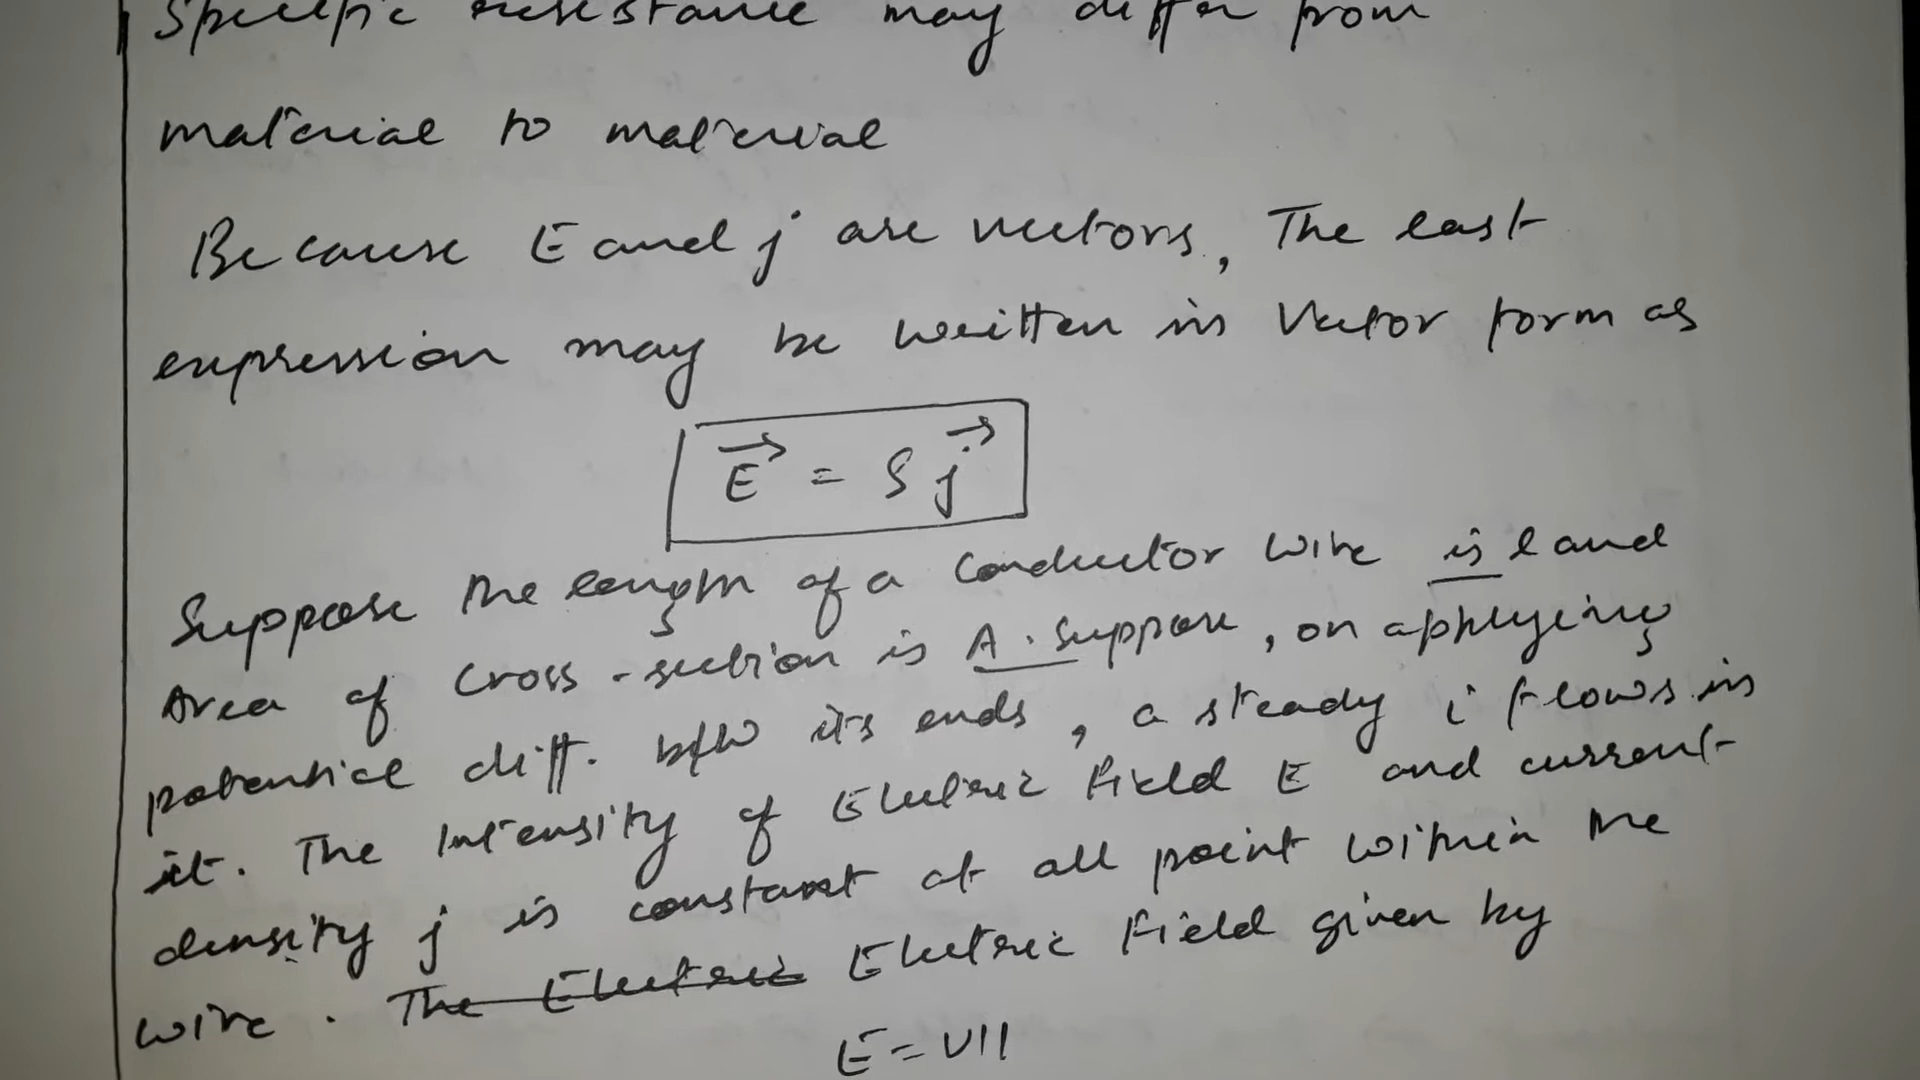 Specific resistance may differ from
material to material
Because E and j are vectors, The last
expression may be written in Vector form as
E⃗ = ρ j⃗
Suppose the length of a Conductor Wire is l and
Area of Cross-section is A. Suppose, on applying
potential diff. b/w it's ends, a steady i flows in
it. The Intensity of Electric field E and current
density j is constant at all point within the
wire. The Electric Electric Field given by
E = V/l